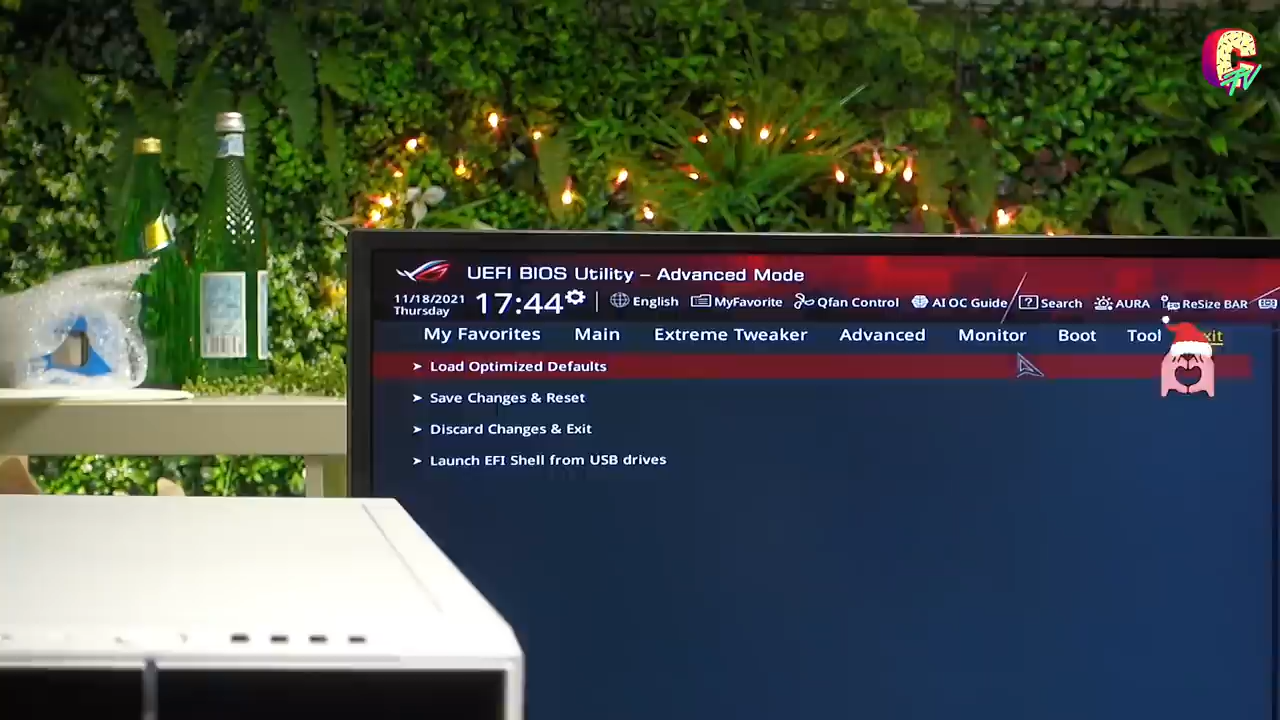 C TV
UEFI BIOS Utility – Advanced Mode
11/18/2021
Thursday
17:44
English
MyFavorite
Qfan Control
AI OC Guide
Search
AURA
ReSize BAR
My Favorites
Main
Extreme Tweaker
Advanced
Monitor
Boot
Tool
Load Optimized Defaults
Save Changes & Reset
Discard Changes & Exit
Launch EFI Shell from USB drives